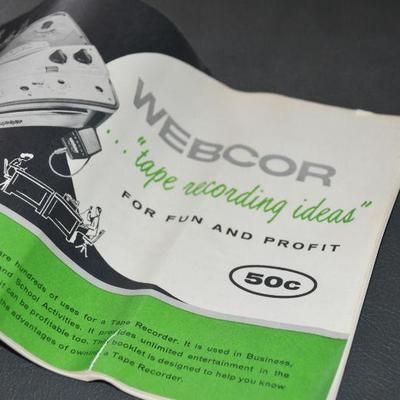 WEBCOR
..."tape recording ideas"
FOR FUN AND PROFIT
50c
are hundreds of uses for a Tape Recorder. It is used in Business,
and School Activities. It provides unlimited entertainment in the
it can be profitable too. This booklet is designed to help you know
the advantages of owning a Tape Recorder.